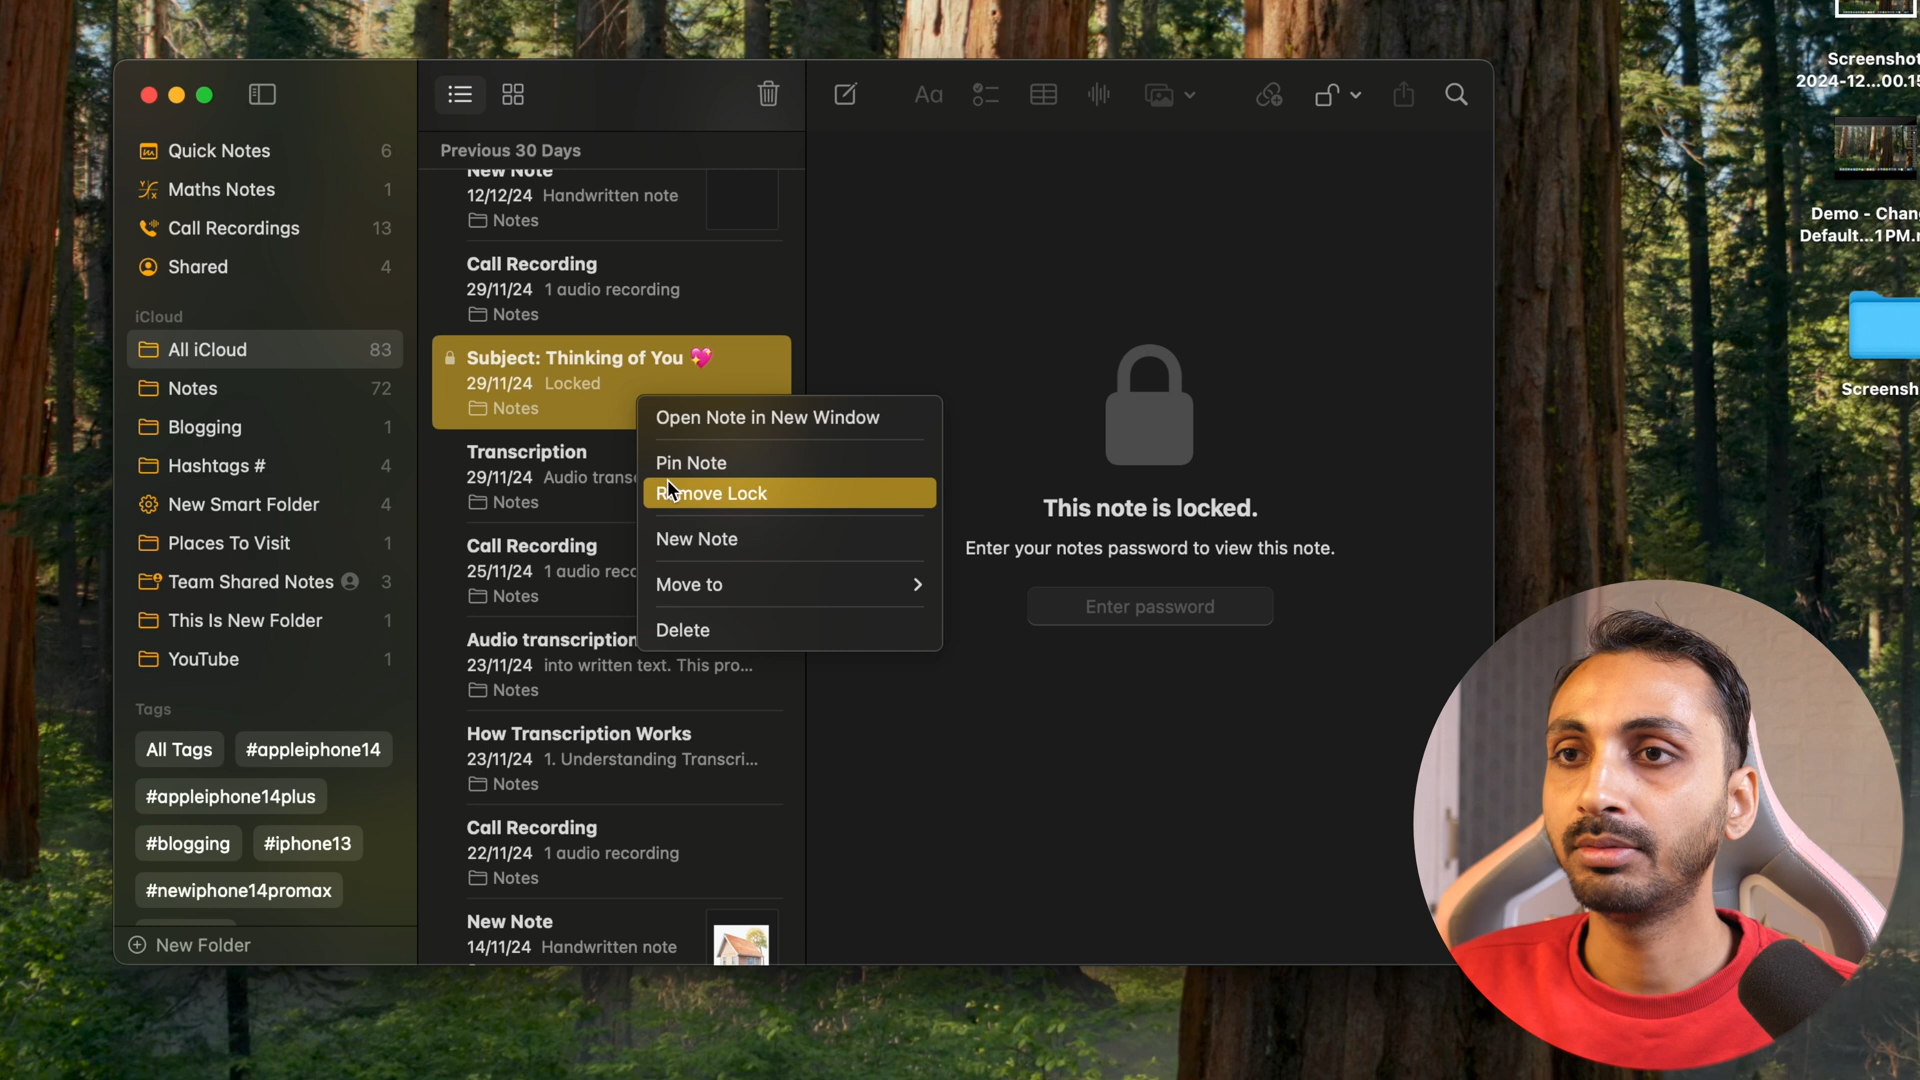 Quick Notes 6
Maths Notes 1
Call Recordings 13
Shared 4
iCloud
All iCloud 83
Notes 72
Blogging 1
Hashtags # 4
New Smart Folder 4
Places To Visit 1
Team Shared Notes 3
This Is New Folder 1
YouTube 1
Tags
All Tags #appleiphone14
#appleiphone14plus
#blogging #iphone13
#newiphone14promax
New Folder
Previous 30 Days
New Note
12/12/24 Handwritten note
Notes
Call Recording
29/11/24 1 audio recording
Notes
Subject: Thinking of You 💖
29/11/24 Locked
Notes
Transcription
29/11/24 Audio trans
Notes
Call Recording
25/11/24 1 audio rec
Notes
Audio transcription
23/11/24 into written text. This pro...
Notes
How Transcription Works
23/11/24 1. Understanding Transcri...
Notes
Call Recording
22/11/24 1 audio recording
Notes
New Note
14/11/24 Handwritten note
Open Note in New Window
Pin Note
Remove Lock
New Note
Move to
Delete
Aa
This note is locked.
Enter your notes password to view this note.
Enter password
Screenshot
2024-12...00.15
Demo - Chan
Default...1PM.
Screensh